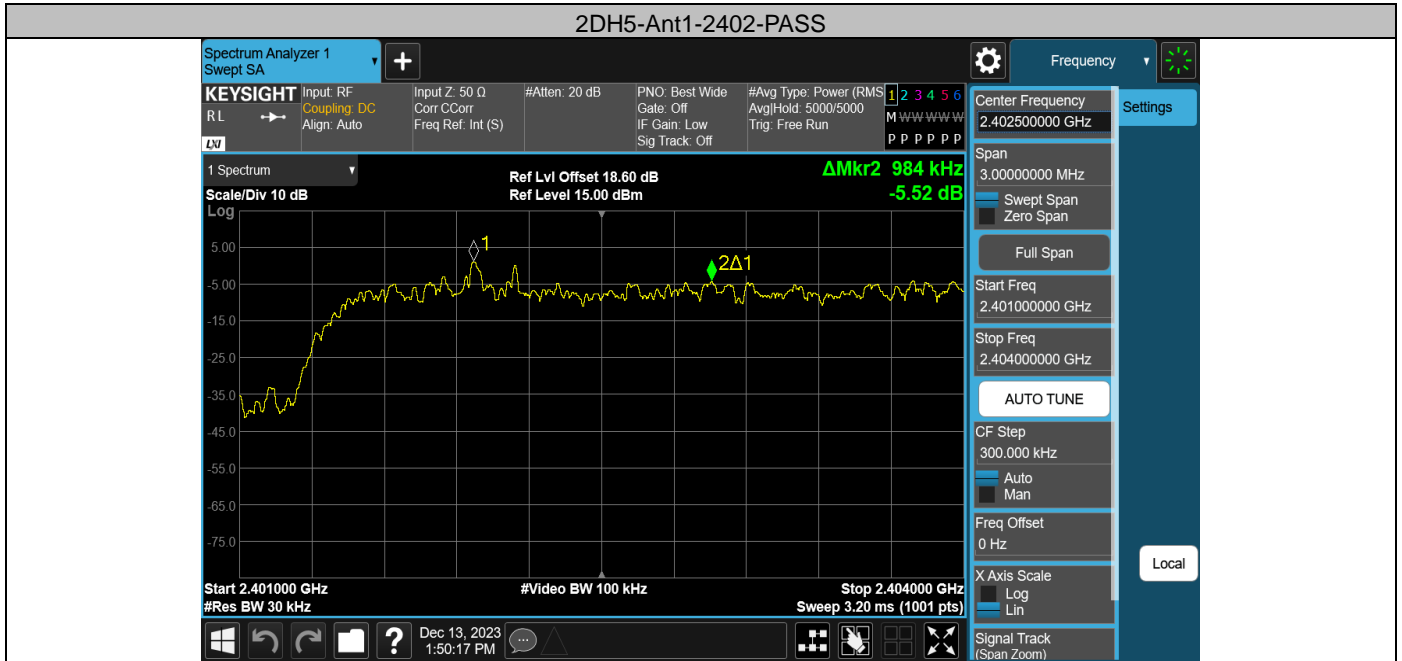 2DH5-Ant1-2402-PASS
Spectrum Analyzer 1
Swept SA
+
Frequency
KEYSIGHT
RL
LXI
Input: RF
Coupling: DC
Align: Auto
Input Z: 50 Ω
Corr CCorr
Freq Ref: Int (S)
#Atten: 20 dB
PNO: Best Wide
Gate: Off
IF Gain: Low
Sig Track: Off
#Avg Type: Power (RMS
Avg|Hold: 5000/5000
Trig: Free Run
1 2 3 4 5 6
M W W W W W
P P P P P P
1 Spectrum
Scale/Div 10 dB
Log
Ref Lvl Offset 18.60 dB
Ref Level 15.00 dBm
ΔMkr2 984 kHz
-5.52 dB
1
2Δ1
5.00
-5.00
-15.0
-25.0
-35.0
-45.0
-55.0
-65.0
-75.0
Start 2.401000 GHz
#Res BW 30 kHz
#Video BW 100 kHz
Stop 2.404000 GHz
Sweep 3.20 ms (1001 pts)
Center Frequency
2.402500000 GHz
Settings
Span
3.00000000 MHz
Swept Span
Zero Span
Full Span
Start Freq
2.401000000 GHz
Stop Freq
2.404000000 GHz
AUTO TUNE
CF Step
300.000 kHz
Auto
Man
Freq Offset
0 Hz
X Axis Scale
Log
Lin
Signal Track
(Span Zoom)
Local
?
Dec 13, 2023
1:50:17 PM